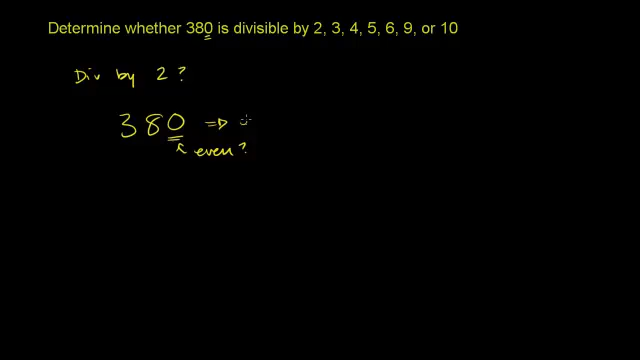 Determine whether 380 is divisible by 2, 3, 4, 5, 6, 9, or 10
Div by 2?
380 ⇒
even?